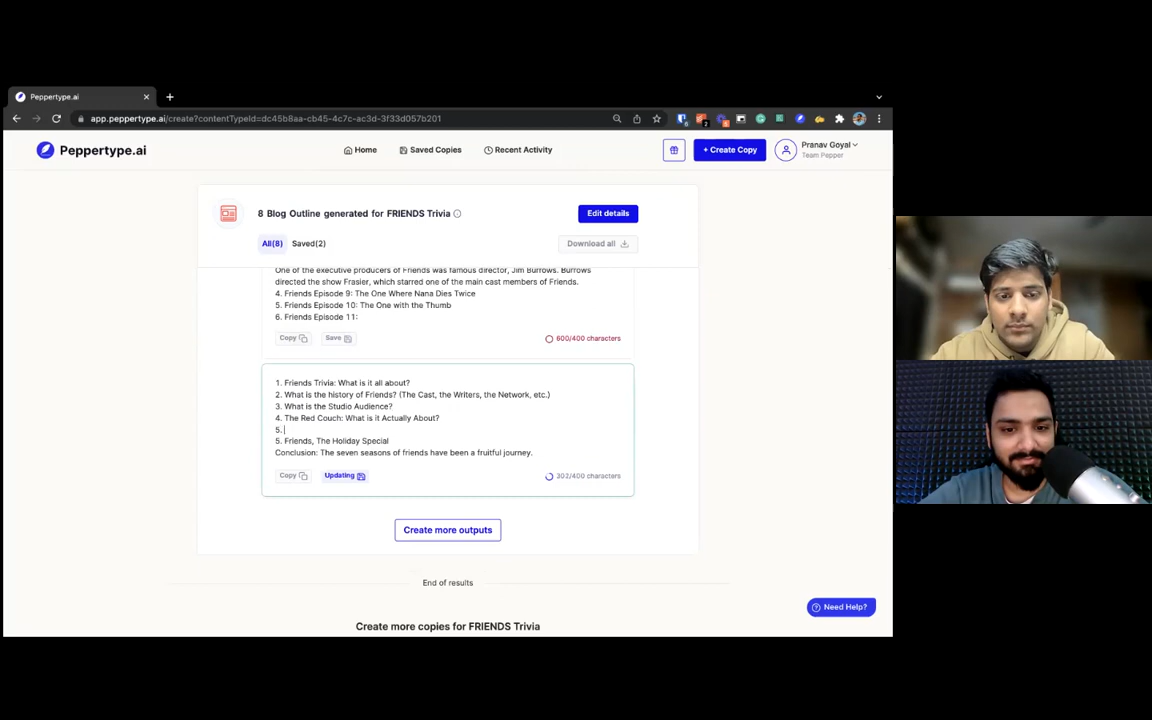 Peppertype.ai
app.peppertype.ai/create?contentTypeId=dc45b8aa-cb45-4c7c-ac3d-3f33d057b201
Peppertype.ai
Home
Saved Copies
Recent Activity
+ Create Copy
Pranav Goyal
Team Pepper
8 Blog Outline generated for FRIENDS Trivia
Edit details
All(8)
Saved(2)
Download all
One of the executive producers of Friends was famous director, Jim Burrows. Burrows
directed the show Frasier, which starred one of the main cast members of Friends.
4. Friends Episode 9: The One Where Nana Dies Twice
5. Friends Episode 10: The One with the Thumb
6. Friends Episode 11:
Copy
Save
600/400 characters
1. Friends Trivia: What is it all about?
2. What is the history of Friends? (The Cast, the Writers, the Network, etc.)
3. What is the Studio Audience?
4. The Red Couch: What is it Actually About?
5.
5. Friends, The Holiday Special
Conclusion: The seven seasons of friends have been a fruitful journey.
Copy
Updating
202/400 characters
Create more outputs
End of results
Need Help?
Create more copies for FRIENDS Trivia